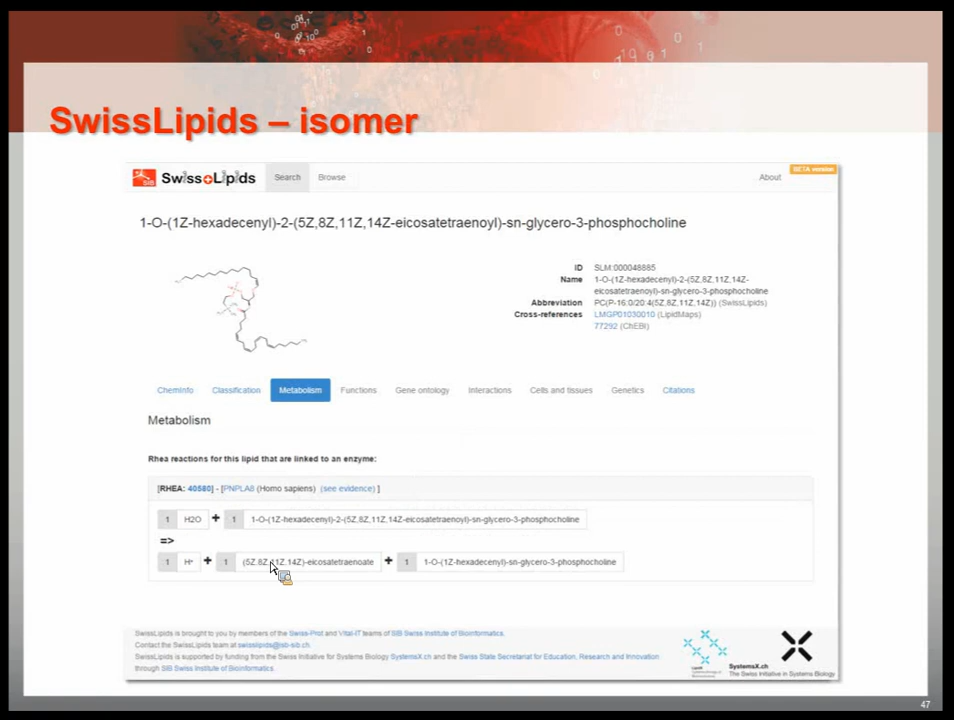 SwissLipids – isomer
SIB
SwissLipids
Search
Browse
About
BETA version
1-O-(1Z-hexadecenyl)-2-(5Z,8Z,11Z,14Z-eicosatetraenoyl)-sn-glycero-3-phosphocholine
ID SLM:000048885
Name 1-O-(1Z-hexadecenyl)-2-(5Z,8Z,11Z,14Z-
eicosatetraenoyl)-sn-glycero-3-phosphocholine
Abbreviation PC(P-16:0/20:4(5Z,8Z,11Z,14Z)) (SwissLipids)
Cross-references LMGP01030010 (LipidMaps)
77292 (ChEBI)
ChemInfo Classification Metabolism Functions Gene ontology Interactions Cells and tissues Genetics Citations
Metabolism
Rhea reactions for this lipid that are linked to an enzyme:
[RHEA: 40580] - [PNPLA8 (Homo sapiens) (see evidence) ]
1 H2O + 1 1-O-(1Z-hexadecenyl)-2-(5Z,8Z,11Z,14Z-eicosatetraenoyl)-sn-glycero-3-phosphocholine
=>
1 H+ + 1 (5Z,8Z,11Z,14Z)-eicosatetraenoate + 1 1-O-(1Z-hexadecenyl)-sn-glycero-3-phosphocholine
SwissLipids is brought to you by members of the Swiss-Prot and Vital-IT teams of SIB Swiss Institute of Bioinformatics.
Contact the SwissLipids team at swisslipids@isb-sib.ch.
SwissLipids is supported by funding from the Swiss Initiative for Systems Biology SystemsX.ch and the Swiss State Secretariat for Education, Research and Innovation
through SIB Swiss Institute of Bioinformatics.
SystemsX.ch
The Swiss Initiative in Systems Biology
47